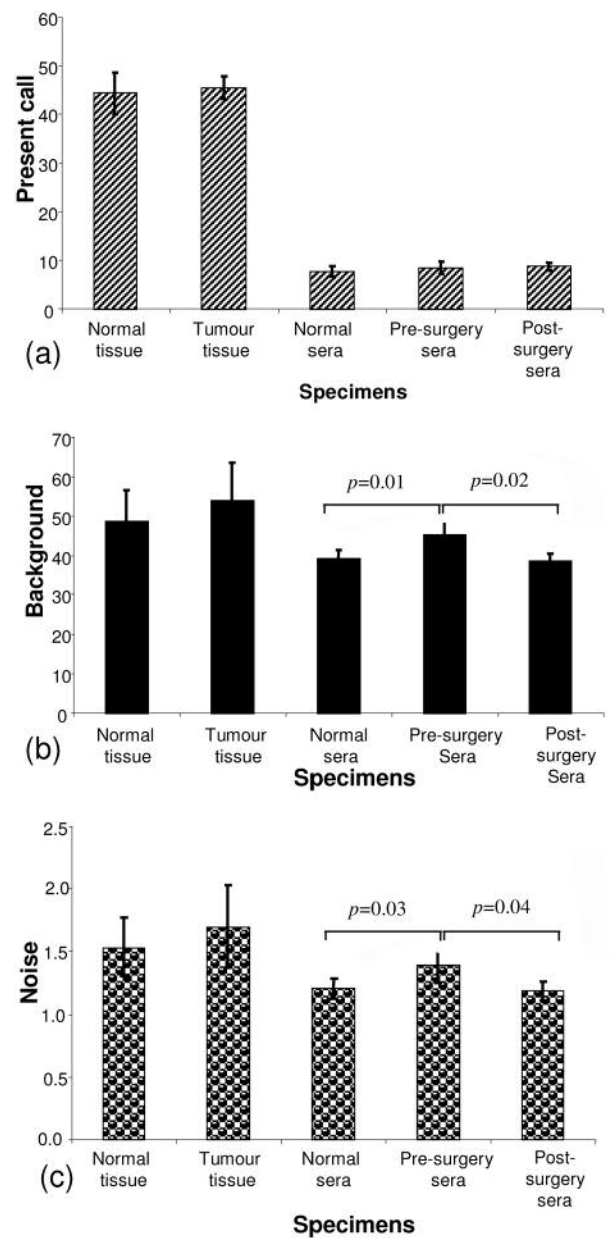 60
50
40
30
20
10
0
Present call
Normal tissue
Tumour tissue
Normal sera
Pre-surgery sera
Post-surgery sera
(a)
Specimens
70
60
50
40
30
20
10
0
Background
p=0.01
p=0.02
Normal tissue
Tumour tissue
Normal sera
Pre-surgery Sera
Post-surgery Sera
(b)
Specimens
2.5
2.0
1.5
1.0
0.5
0.0
Noise
p=0.03
p=0.04
Normal tissue
Tumour tissue
Normal sera
Pre-surgery sera
Post-surgery sera
(c)
Specimens